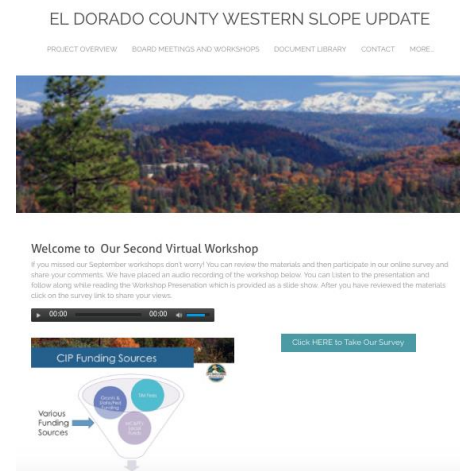 EL DORADO COUNTY WESTERN SLOPE UPDATE
PROJECT OVERVIEW BOARD MEETINGS AND WORKSHOPS DOCUMENT LIBRARY CONTACT MORE...
Welcome to Our Second Virtual Workshop
If you missed our September workshops don't worry! You can review the materials and then participate in our online survey and
share your comments. We have placed an audio recording of the workshop below. You can Listen to the presentation and
follow along while reading the Workshop Presenation which is provided as a slide show. After you have reviewed the materials
click on the survey link to share your views.
00:00 00:00
Click HERE to Take Our Survey
CIP Funding Sources
Various
Funding
Sources